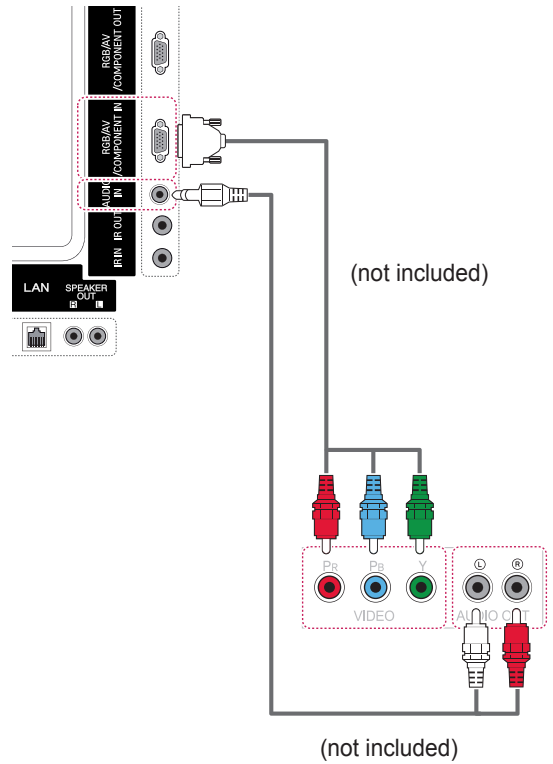 RGB/AV
/COMPONENT OUT
RGB/AV
/COMPONENT IN
AUDIO
IN
IR OUT
IR IN
LAN
SPEAKER
OUT
R L
(not included)
PR PB Y
VIDEO
L R
AUDIO OUT
(not included)